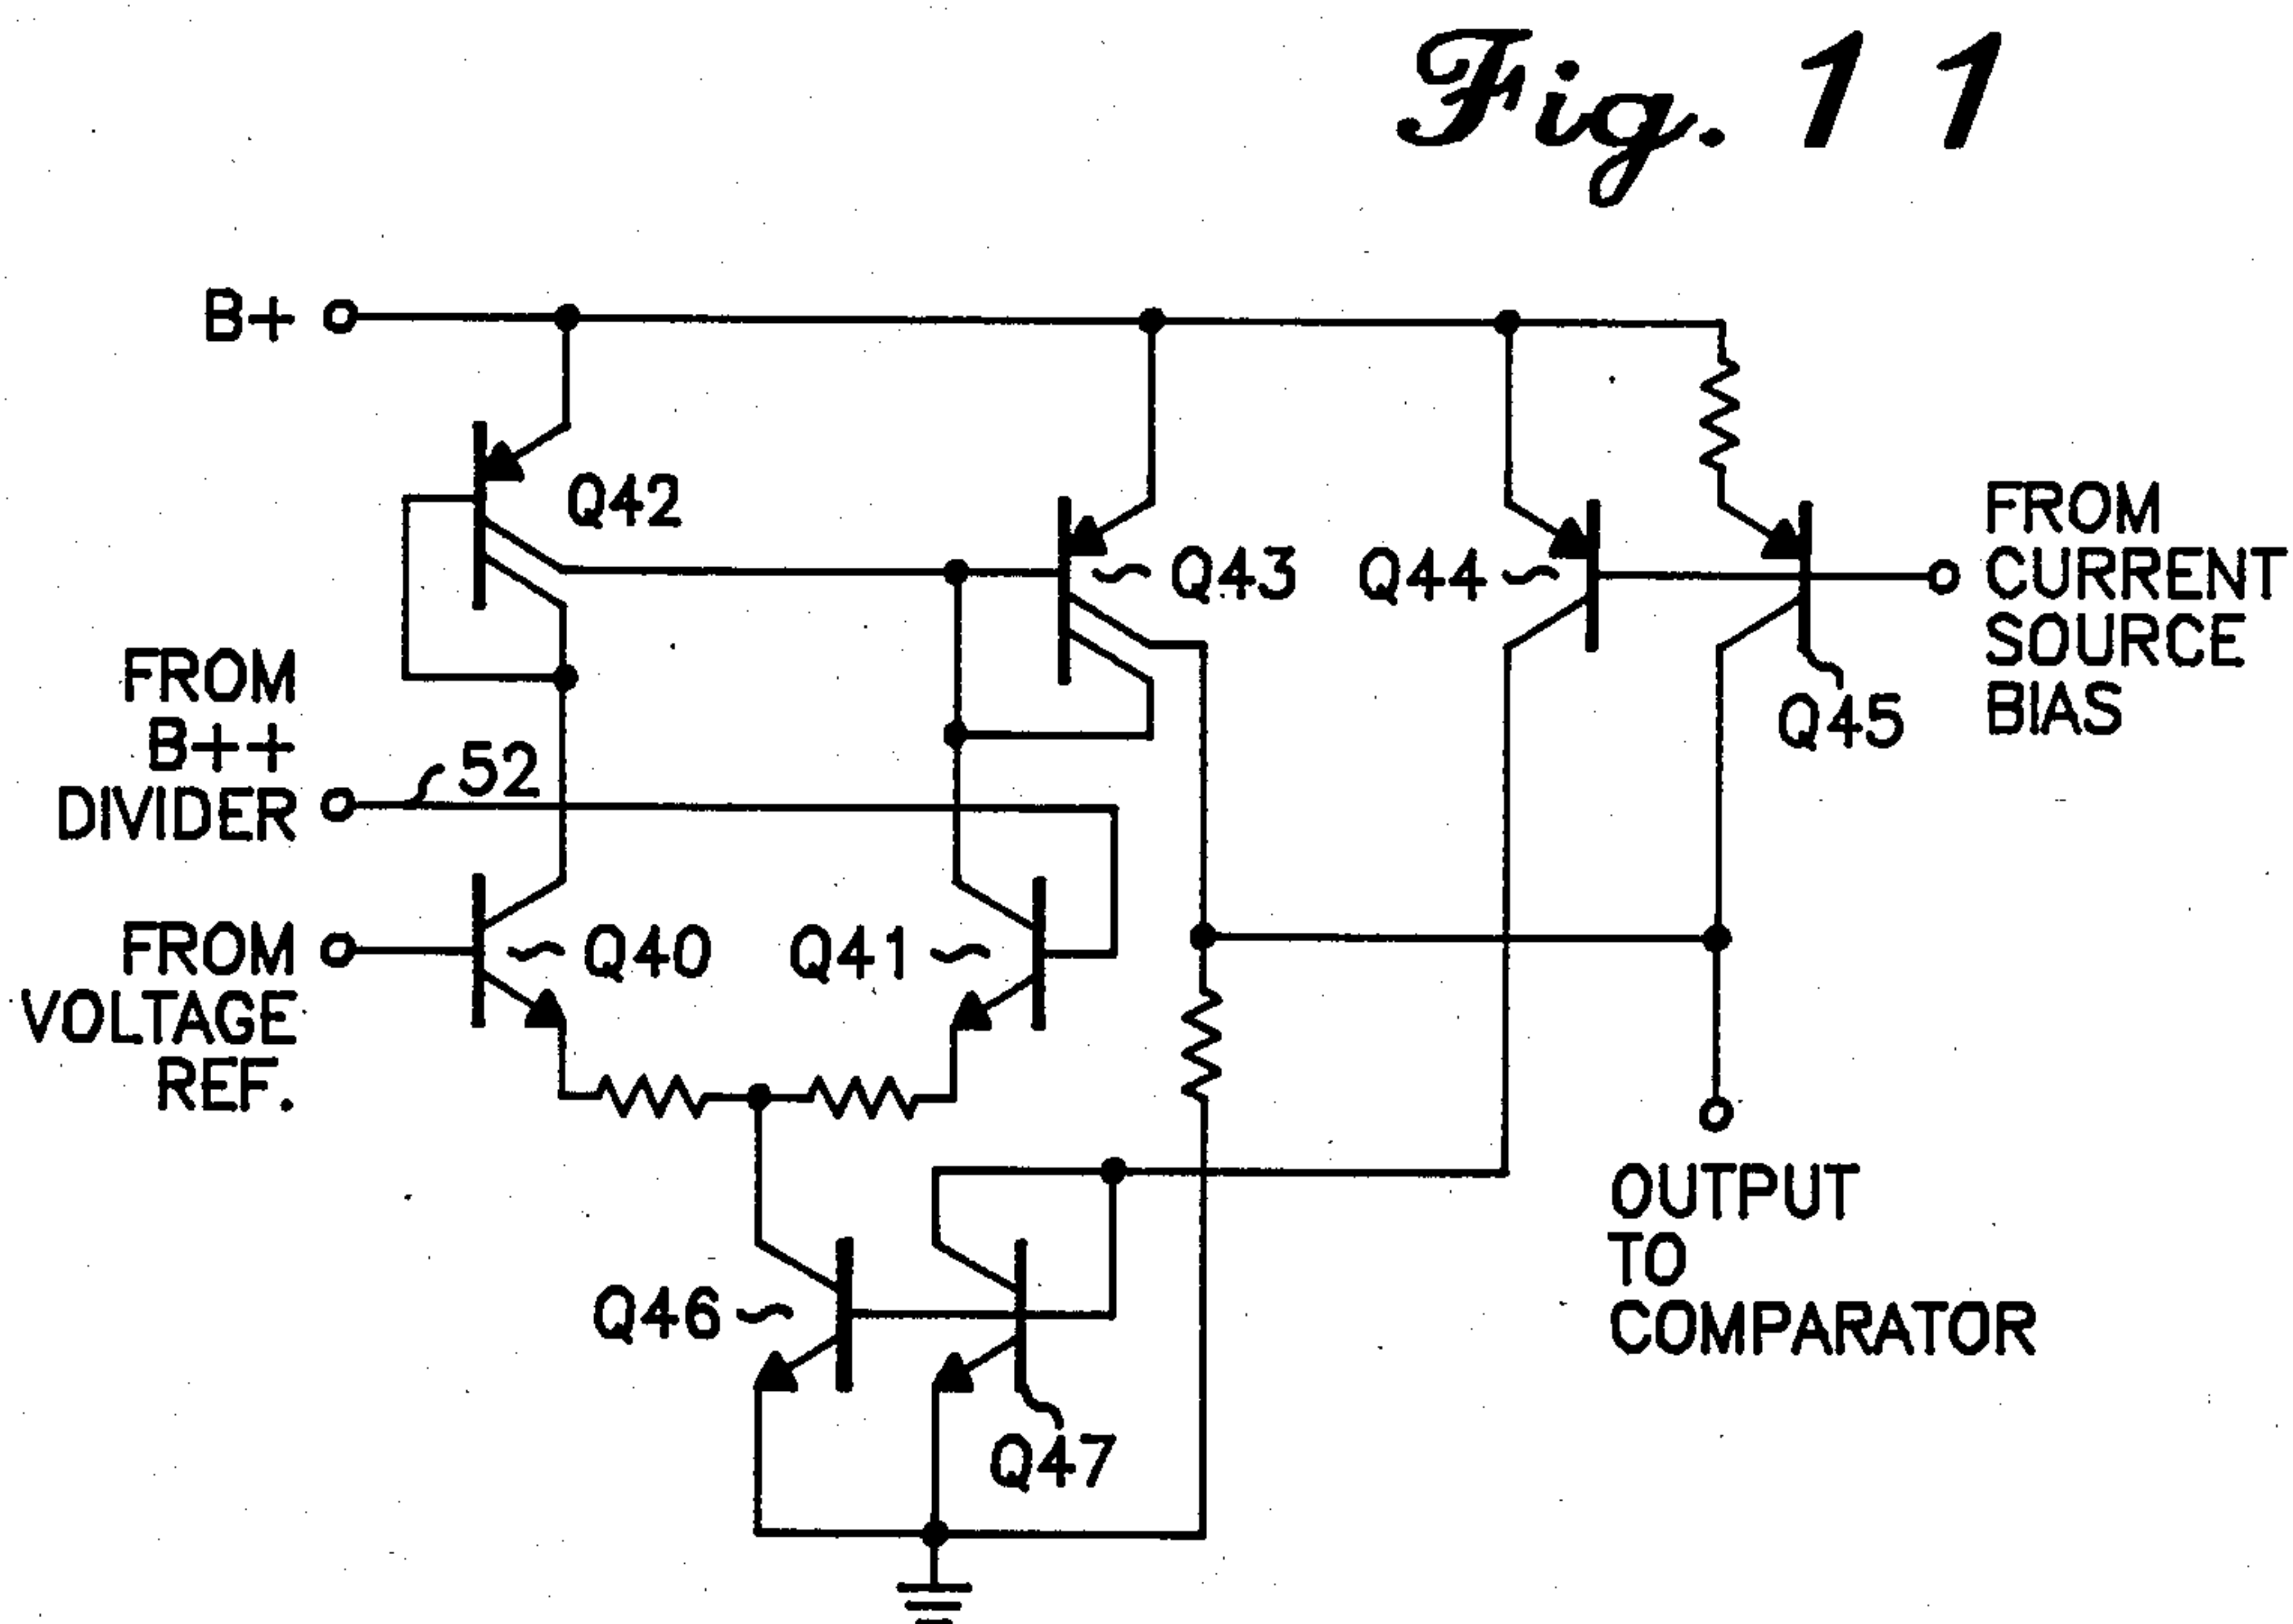 Fig. 11
B+
Q42
Q43
Q44
FROM
CURRENT
SOURCE
BIAS
Q45
FROM
B++
DIVIDER
52
FROM
VOLTAGE
REF.
Q40
Q41
OUTPUT
TO
COMPARATOR
Q46
Q47